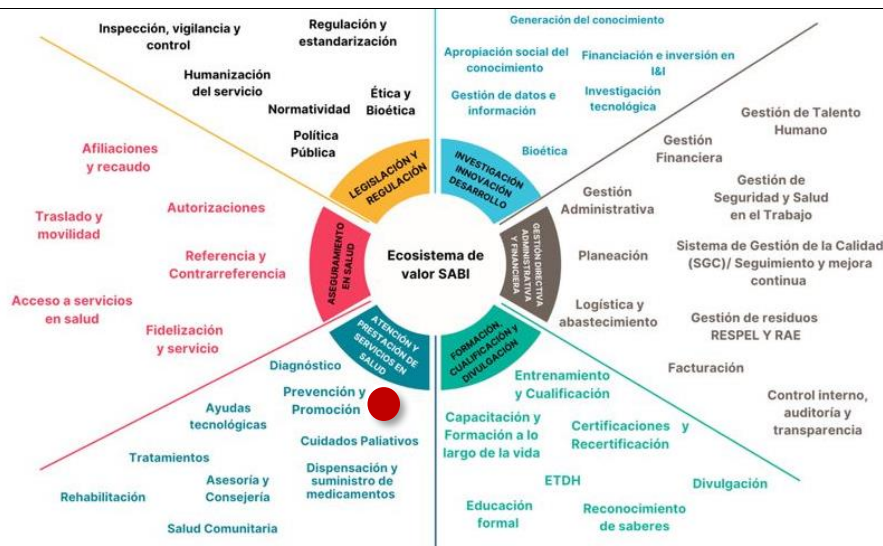 Inspección, vigilancia y
control
Regulación y
estandarización
Humanización
del servicio
Normatividad
Ética y
Bioética
Política
Pública
LEGISLACIÓN Y
REGULACIÓN
Generación del conocimiento
Apropiación social del
conocimiento
Financiación e inversión en
I&I
Gestión de datos e
información
Investigación
tecnológica
Bioética
INVESTIGACIÓN
INNOVACIÓN
DESARROLLO
Gestión de Talento
Humano
Gestión
Financiera
Gestión
Administrativa
Gestión de
Seguridad y Salud
en el Trabajo
Planeación
Sistema de Gestión de la Calidad
(SGC)/ Seguimiento y mejora
continua
Logística y
abastecimiento
Gestión de residuos
RESPEL Y RAE
Facturación
Control interno,
auditoría y
transparencia
GESTIÓN DIRECTIVA
ADMINISTRATIVA
Y FINANCIERA
Ecosistema de
valor SABI
Afiliaciones
y recaudo
Autorizaciones
Traslado y
movilidad
Referencia y
Contrarreferencia
Acceso a servicios
en salud
Fidelización
y servicio
ASEGURAMIENTO
EN SALUD
ATENCIÓN Y
PRESTACIÓN DE
SERVICIOS EN
SALUD
Diagnóstico
Prevención y
Promoción
Ayudas
tecnológicas
Cuidados Paliativos
Tratamientos
Asesoría y
Consejería
Dispensación y
suministro de
medicamentos
Rehabilitación
Salud Comunitaria
FORMACIÓN,
CUALIFICACIÓN y
DIVULGACIÓN
Entrenamiento
y Cualificación
Capacitación y
Formación a lo
largo de la vida
Certificaciones y
Recertificación
ETDH
Divulgación
Educación
formal
Reconocimiento
de saberes